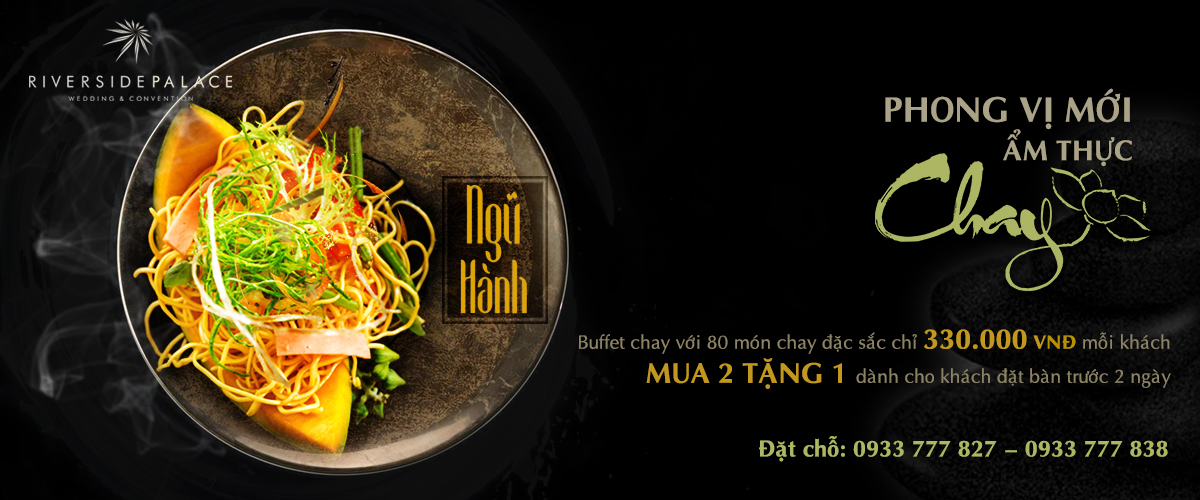 RIVERSIDEPALACE
WEDDING & CONVENTION
Ngũ
Hành
PHONG VỊ MỚI
ẨM THỰC
Chay
Buffet chay với 80 món chay đặc sắc chỉ 330.000 VNĐ mỗi khách
MUA 2 TẶNG 1 dành cho khách đặt bàn trước 2 ngày
Đặt chỗ: 0933 777 827 – 0933 777 838